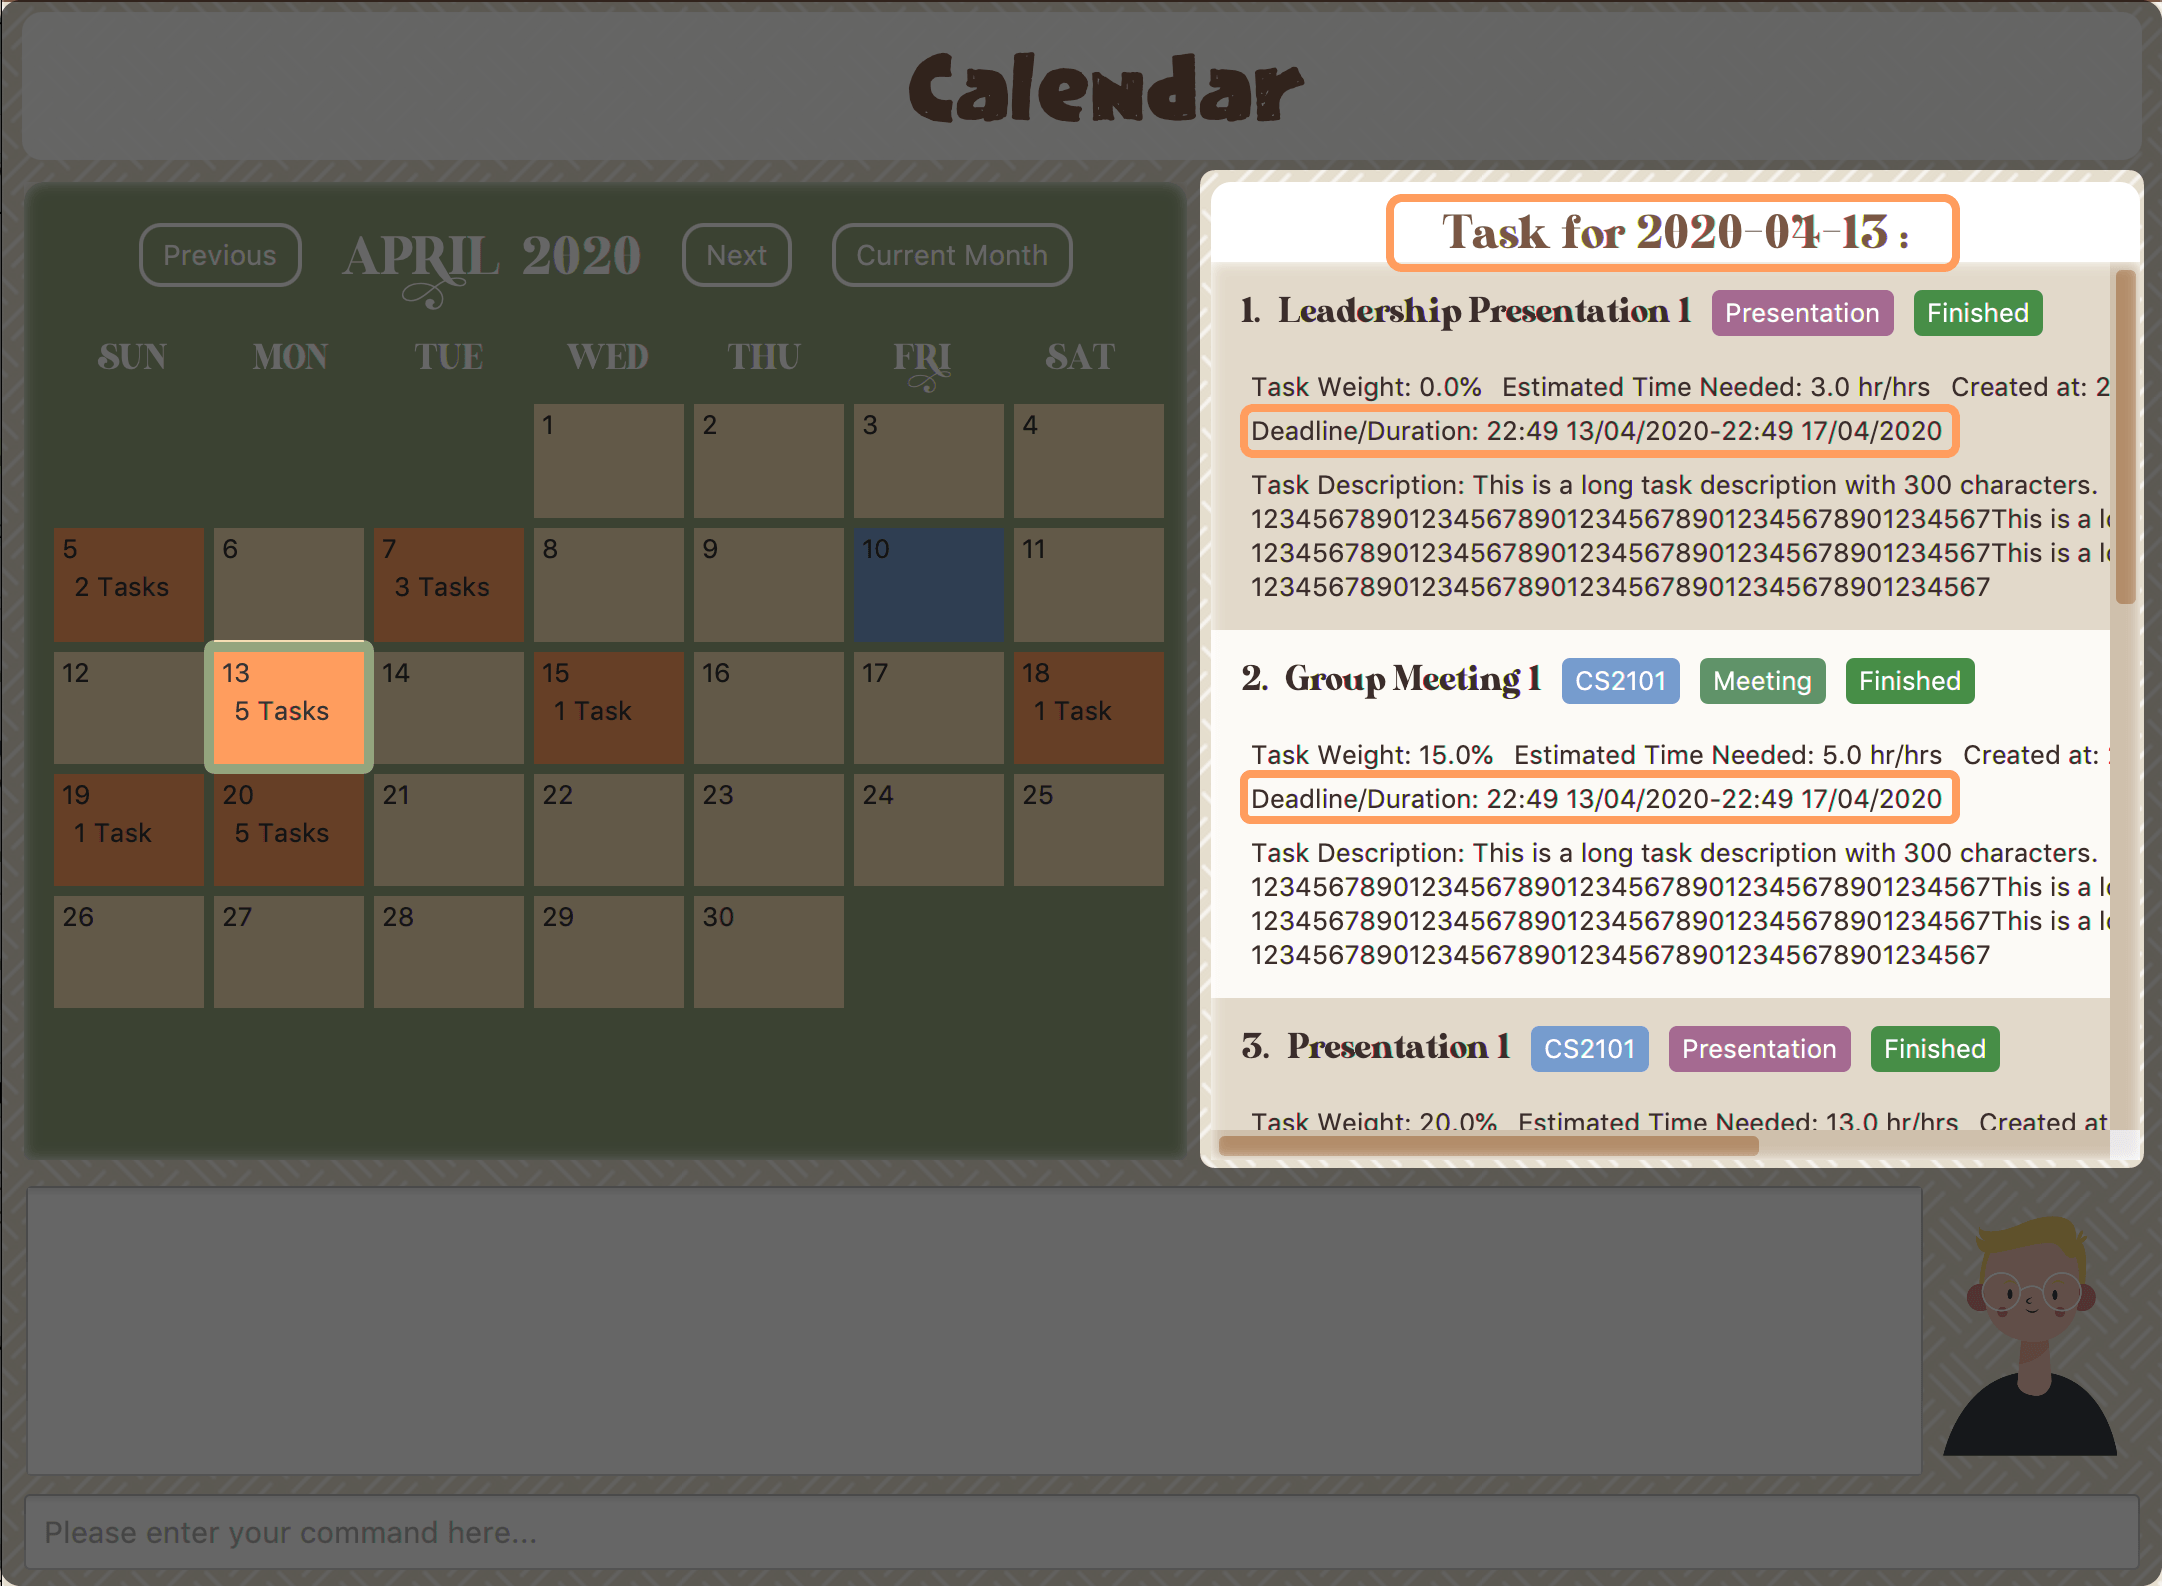 Calendar
Previous APRIL 2020 Next Current Month
SUN MON TUE WED THU FRI SAT
1 2 3 4
5 6 7 8 9 10 11
2 Tasks 3 Tasks
12 13 14 15 16 17 18
5 Tasks 1 Task 1 Task
19 20 21 22 23 24 25
1 Task 5 Tasks
26 27 28 29 30
Task for 2020-04-13 :
1. Leadership Presentation 1 Presentation Finished
Task Weight: 0.0% Estimated Time Needed: 3.0 hr/hrs Created at: 2
Deadline/Duration: 22:49 13/04/2020-22:49 17/04/2020
Task Description: This is a long task description with 300 characters.
12345678901234567890123456789012345678901234567This is a l
12345678901234567890123456789012345678901234567This is a l
12345678901234567890123456789012345678901234567
2. Group Meeting 1 CS2101 Meeting Finished
Task Weight: 15.0% Estimated Time Needed: 5.0 hr/hrs Created at:
Deadline/Duration: 22:49 13/04/2020-22:49 17/04/2020
Task Description: This is a long task description with 300 characters.
12345678901234567890123456789012345678901234567This is a l
12345678901234567890123456789012345678901234567This is a l
12345678901234567890123456789012345678901234567
3. Presentation 1 CS2101 Presentation Finished
Task Weight: 20.0% Estimated Time Needed: 13.0 hr/hrs Created at
Please enter your command here...